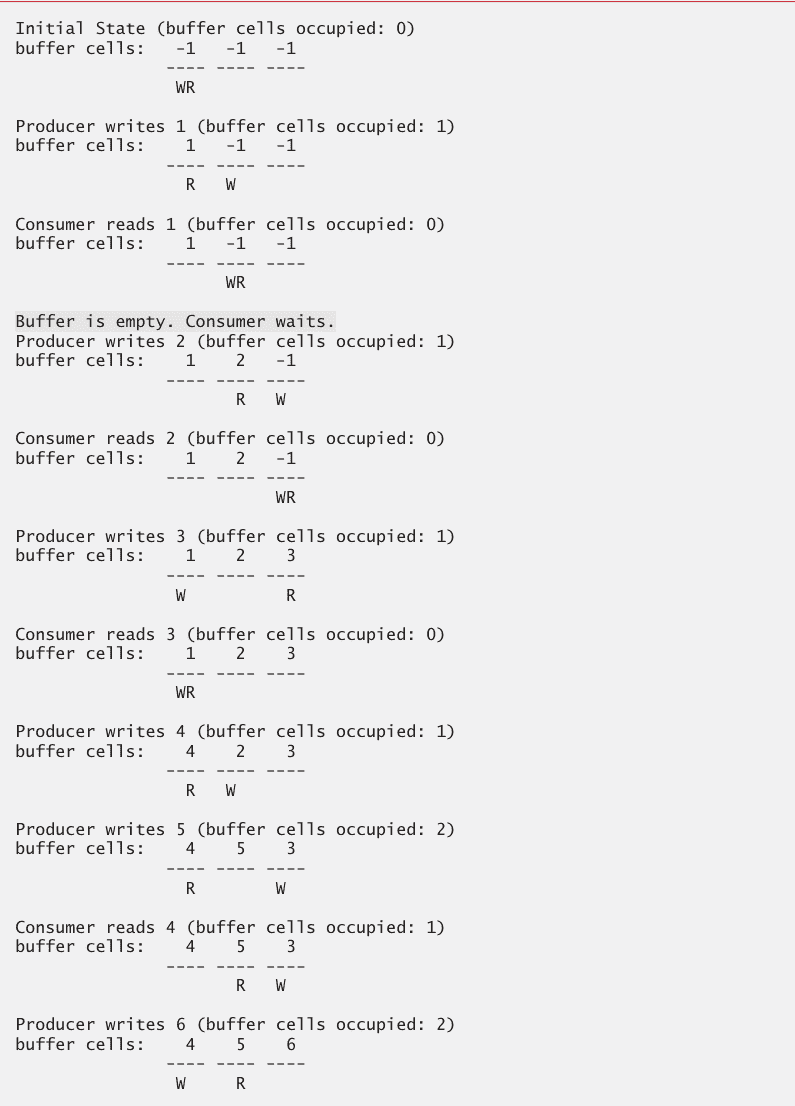 Initial State (buffer cells occupied: 0)
buffer cells:   -1   -1   -1
               ---- ---- ----
                WR

Producer writes 1 (buffer cells occupied: 1)
buffer cells:    1   -1   -1
               ---- ---- ----
                 R   W

Consumer reads 1 (buffer cells occupied: 0)
buffer cells:    1   -1   -1
               ---- ---- ----
                     WR

Buffer is empty. Consumer waits.
Producer writes 2 (buffer cells occupied: 1)
buffer cells:    1    2   -1
               ---- ---- ----
                      R   W

Consumer reads 2 (buffer cells occupied: 0)
buffer cells:    1    2   -1
               ---- ---- ----
                          WR

Producer writes 3 (buffer cells occupied: 1)
buffer cells:    1    2    3
               ---- ---- ----
                W          R

Consumer reads 3 (buffer cells occupied: 0)
buffer cells:    1    2    3
               ---- ---- ----
                WR

Producer writes 4 (buffer cells occupied: 1)
buffer cells:    4    2    3
               ---- ---- ----
                 R   W

Producer writes 5 (buffer cells occupied: 2)
buffer cells:    4    5    3
               ---- ---- ----
                 R        W

Consumer reads 4 (buffer cells occupied: 1)
buffer cells:    4    5    3
               ---- ---- ----
                      R   W

Producer writes 6 (buffer cells occupied: 2)
buffer cells:    4    5    6
               ---- ---- ----
                W     R